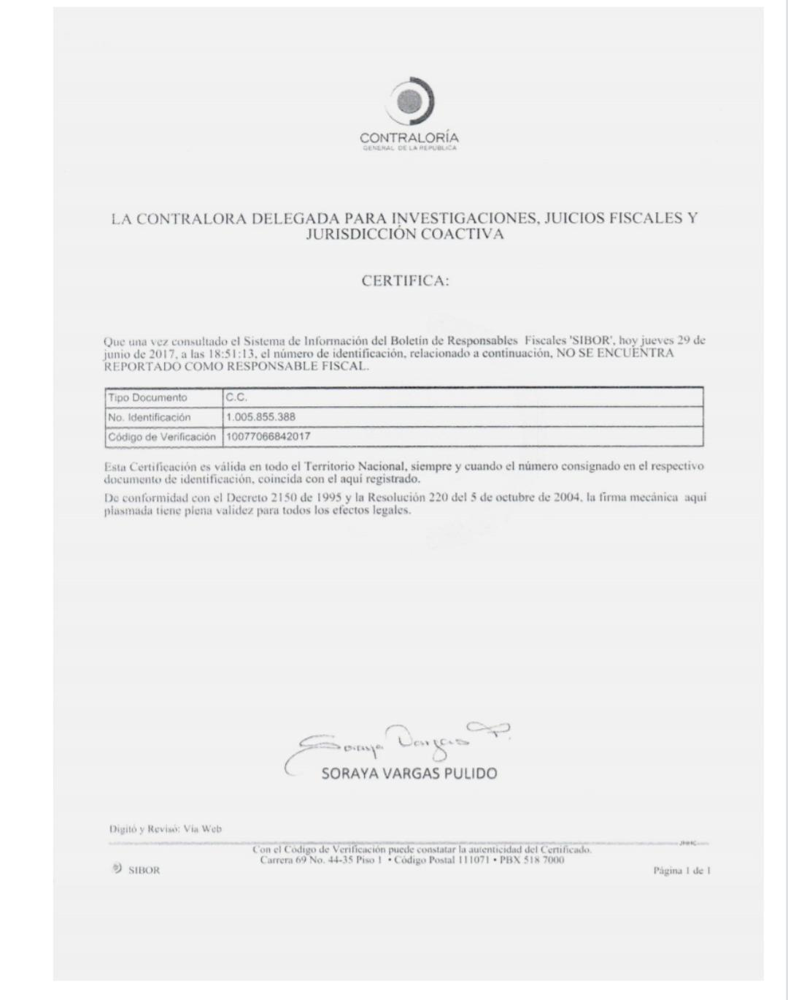 CONTRALORÍA
GENERAL DE LA REPÚBLICA
LA CONTRALORA DELEGADA PARA INVESTIGACIONES, JUICIOS FISCALES Y
JURISDICCIÓN COACTIVA
CERTIFICA:
Que una vez consultado el Sistema de Información del Boletín de Responsables Fiscales 'SIBOR', hoy jueves 29 de
junio de 2017, a las 18:51:13, el número de identificación, relacionado a continuación, NO SE ENCUENTRA
REPORTADO COMO RESPONSABLE FISCAL.
Tipo Documento C.C.
No. Identificación 1.005.855.388
Código de Verificación 10077066842017
Esta Certificación es válida en todo el Territorio Nacional, siempre y cuando el número consignado en el respectivo
documento de identificación, coincida con el aquí registrado.
De conformidad con el Decreto 2150 de 1995 y la Resolución 220 del 5 de octubre de 2004, la firma mecánica aquí
plasmada tiene plena validez para todos los efectos legales.
Soraya Vargas P.
SORAYA VARGAS PULIDO
Digitó y Revisó: Vía Web
Con el Código de Verificación puede constatar la autenticidad del Certificado.
Carrera 69 No. 44-35 Piso 1 • Código Postal 111071 • PBX 518 7000
SIBOR
Página 1 de 1